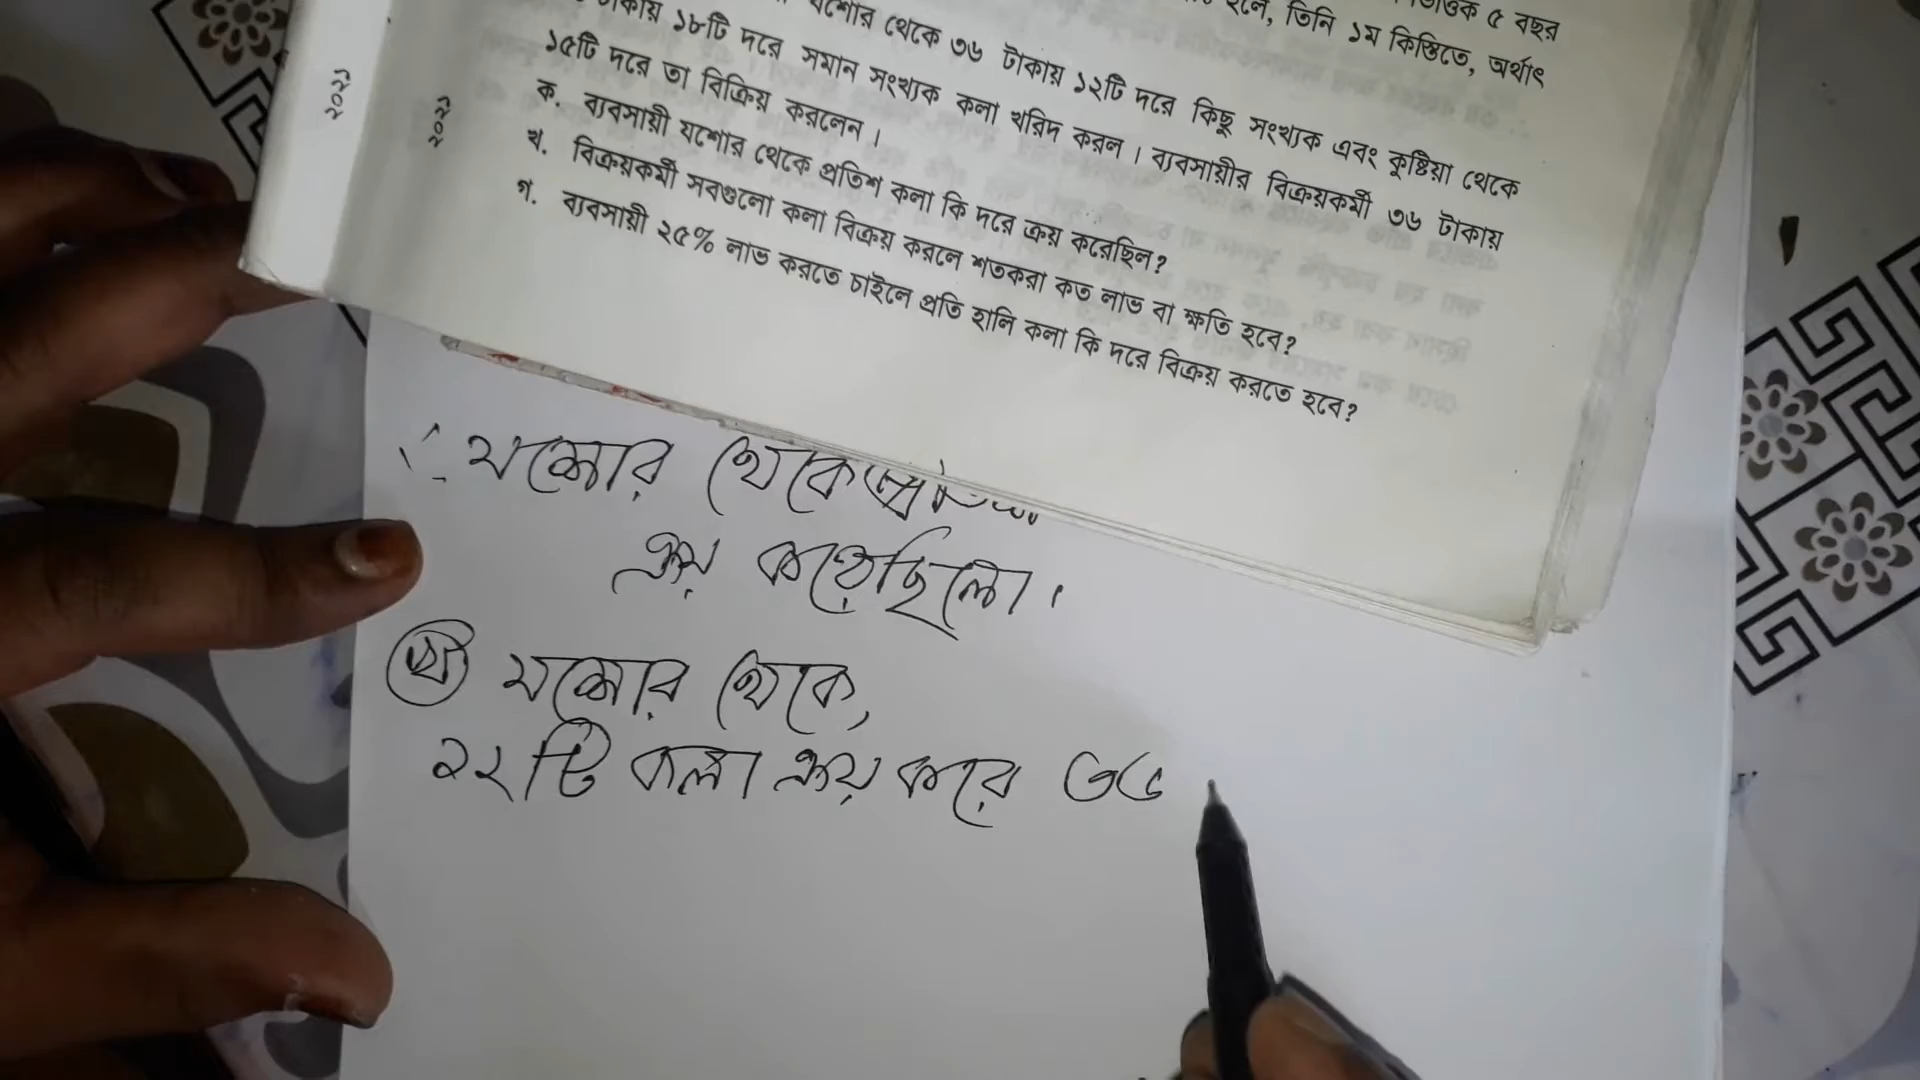 ৫ বছর
হলে, তিনি ১ম কিস্তিতে, অর্থাৎ
যশোর থেকে ৩৬ টাকায় ১২টি দরে কিছু সংখ্যক এবং কুষ্টিয়া থেকে
টাকায় ১৮টি দরে সমান সংখ্যক কলা খরিদ করল। ব্যবসায়ীর বিক্রয়কর্মী ৩৬ টাকায়
১৫টি দরে তা বিক্রিয় করলেন।
ক. ব্যবসায়ী যশোর থেকে প্রতিশ কলা কি দরে ক্রয় করেছিল?
খ. বিক্রয়কর্মী সবগুলো কলা বিক্রয় করলে শতকরা কত লাভ বা ক্ষতি হবে?
গ. ব্যবসায়ী ২৫% লাভ করতে চাইলে প্রতি হালি কলা কি দরে বিক্রয় করতে হবে?
যশোর থেকে
ক্রয় করেছিলো।
খ যশোর থেকে,
১২টি কলা ক্রয় করে ৩৬